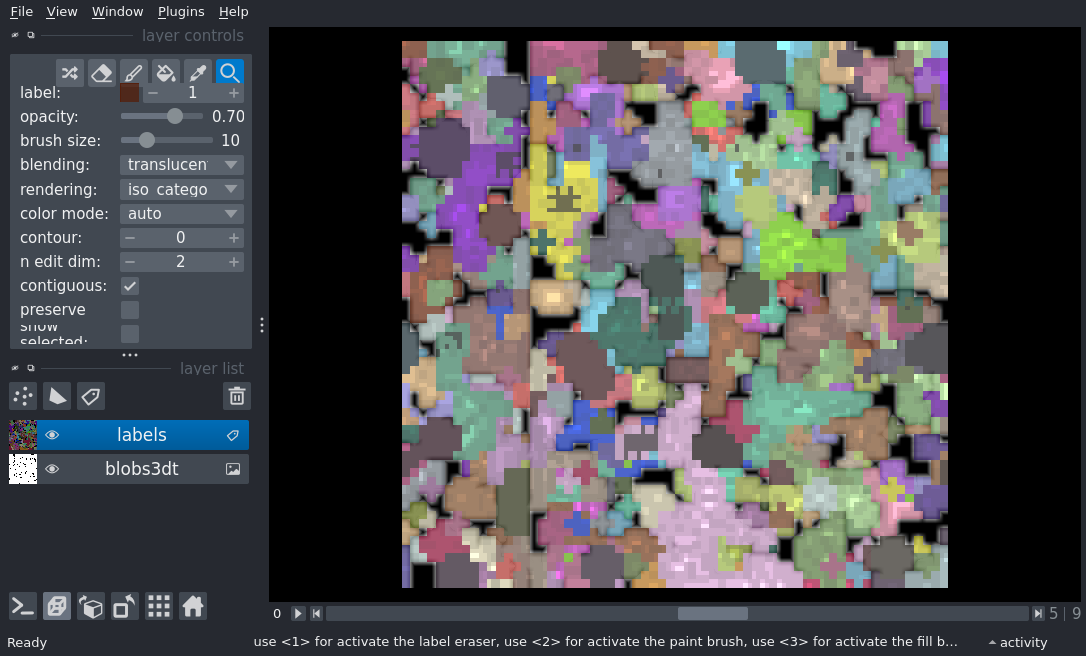 File View Window Plugins Help
layer controls
label: 1
opacity: 0.70
brush size: 10
blending: translucen
rendering: iso_catego
color mode: auto
contour: 0
n edit dim: 2
contiguous:
preserve
show
selected:
layer list
labels
blobs3dt
0 5 | 9
Ready use <1> for activate the label eraser, use <2> for activate the paint brush, use <3> for activate the fill b... activity